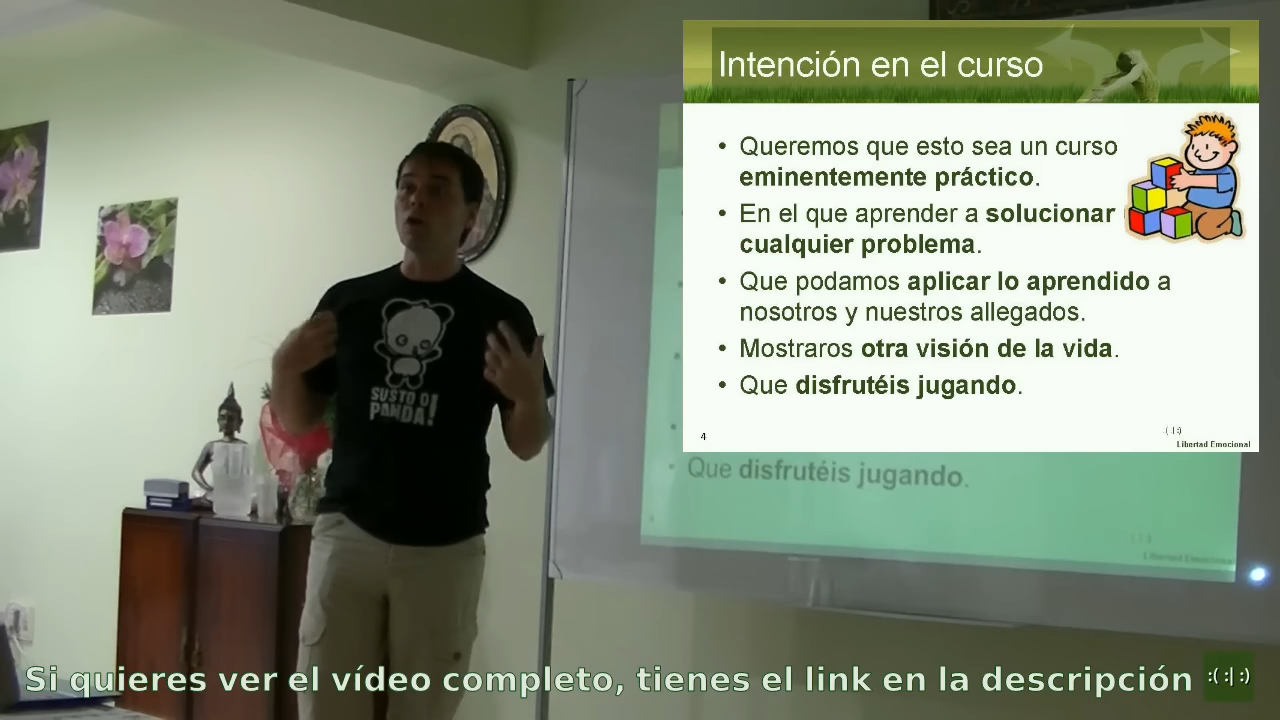 Intención en el curso
• Queremos que esto sea un curso
eminentemente práctico.
• En el que aprender a solucionar
cualquier problema.
• Que podamos aplicar lo aprendido a
nosotros y nuestros allegados.
• Mostraros otra visión de la vida.
• Que disfrutéis jugando.
4
:( :| :)
Libertad Emocional
• Que disfrutéis jugando.
Libertad Emocional
SUSTO O
PANDA!
Si quieres ver el vídeo completo, tienes el link en la descripción :( :| :)